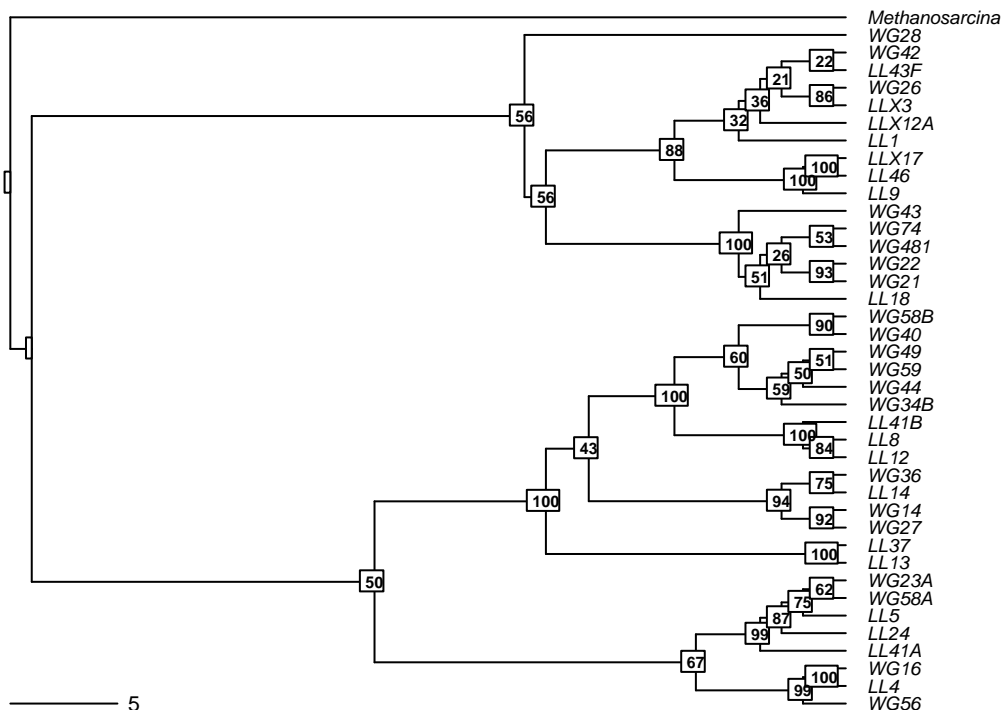 Methanosarcina
WG28
WG42
22
LL43F
21
WG26
86
36
LLX3
32
LLX12A
56
LL1
88
LLX17
100
LL46
100
LL9
56
WG43
WG74
53
100
WG481
26
WG22
93
51
WG21
LL18
WG58B
90
WG40
WG49
51
60
WG59
50
WG44
59
WG34B
100
LL41B
100
LL8
84
43
LL12
WG36
75
LL14
94
100
WG14
92
WG27
LL37
100
LL13
WG23A
62
50
WG58A
75
LL5
87
LL24
99
LL41A
67
WG16
100
LL4
99
WG56
5